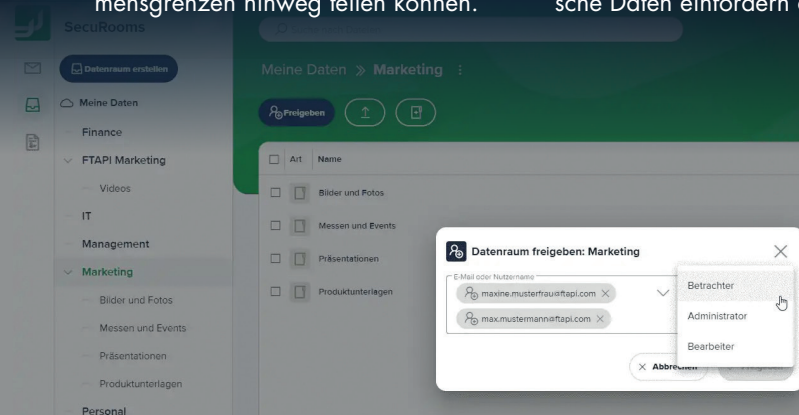 mensgrenzen hinweg teilen können.
sche Daten einfordern
SecuRooms
Datenraum erstellen
Meine Daten
Finance
FTAPI Marketing
Videos
IT
Management
Marketing
Bilder und Fotos
Messen und Events
Präsentationen
Produktunterlagen
Personal
Meine Daten » Marketing
Freigeben
Art Name
Bilder und Fotos
Messen und Events
Präsentationen
Produktunterlagen
Datenraum freigeben: Marketing
E-Mail oder Nutzername
maxine.musterfrau@ftapi.com
max.mustermann@ftapi.com
Betrachter
Administrator
Bearbeiter
Abbrechen
Freigeben